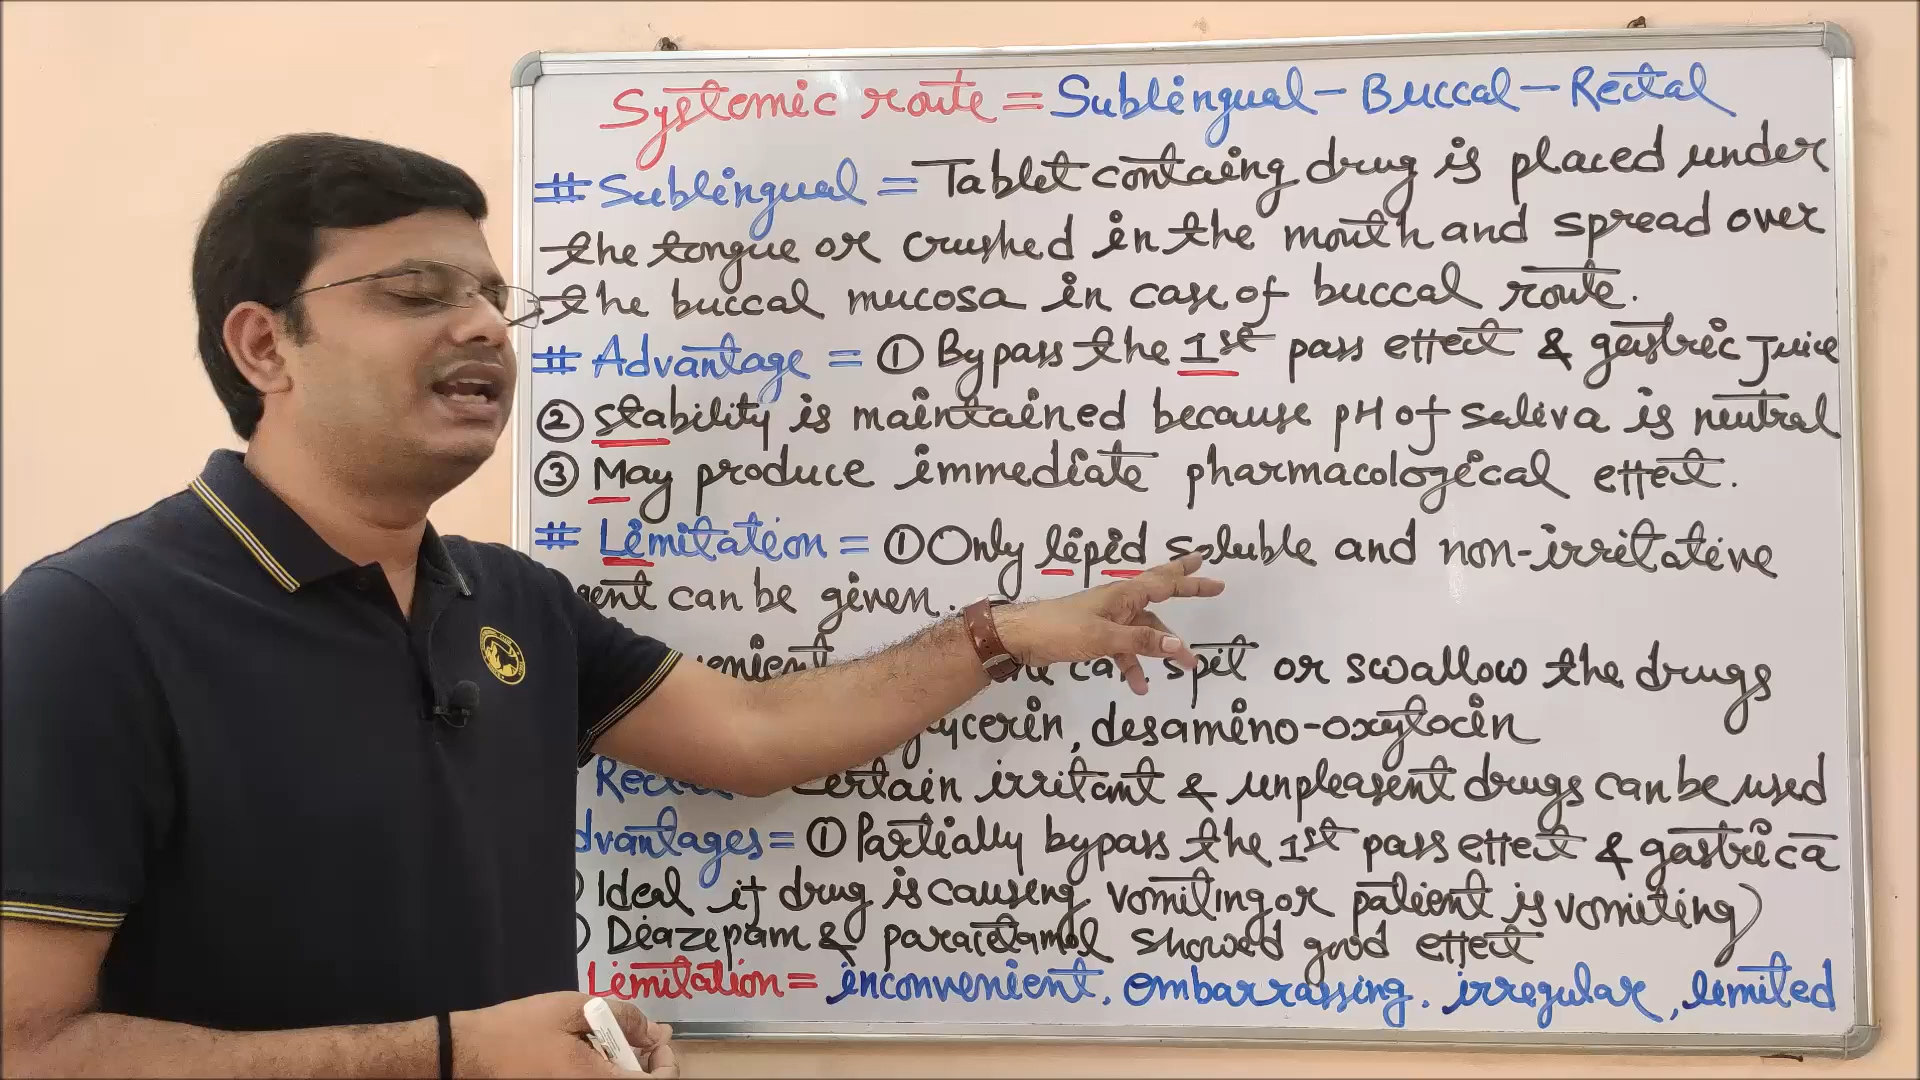 Systemic route = Sublingual - Buccal - Rectal
# Sublingual = Tablet containg drug is placed under
the tongue or crushed in the mouth and spread over
the buccal mucosa in case of buccal route.
# Advantage = ① Bypass the 1st pass effect & gastric Juice
② Stability is maintained because pH of saliva is neutral
③ May produce immediate pharmacological effect.
# Limitation = ① Only lipid soluble and non-irritative
gent can be given.
can spit or swallow the drugs
ycerin, desamino-oxytocin
Certain irritant & unpleasent drugs can be used
dvantages = ① Partially bypass the 1st pass effect & gastric a
Ideal if drug is causing vomiting or patient is vomiting)
) Diazepam & paracetamol showed good effect
Limitation = inconvenient, embarrassing. irregular, limited